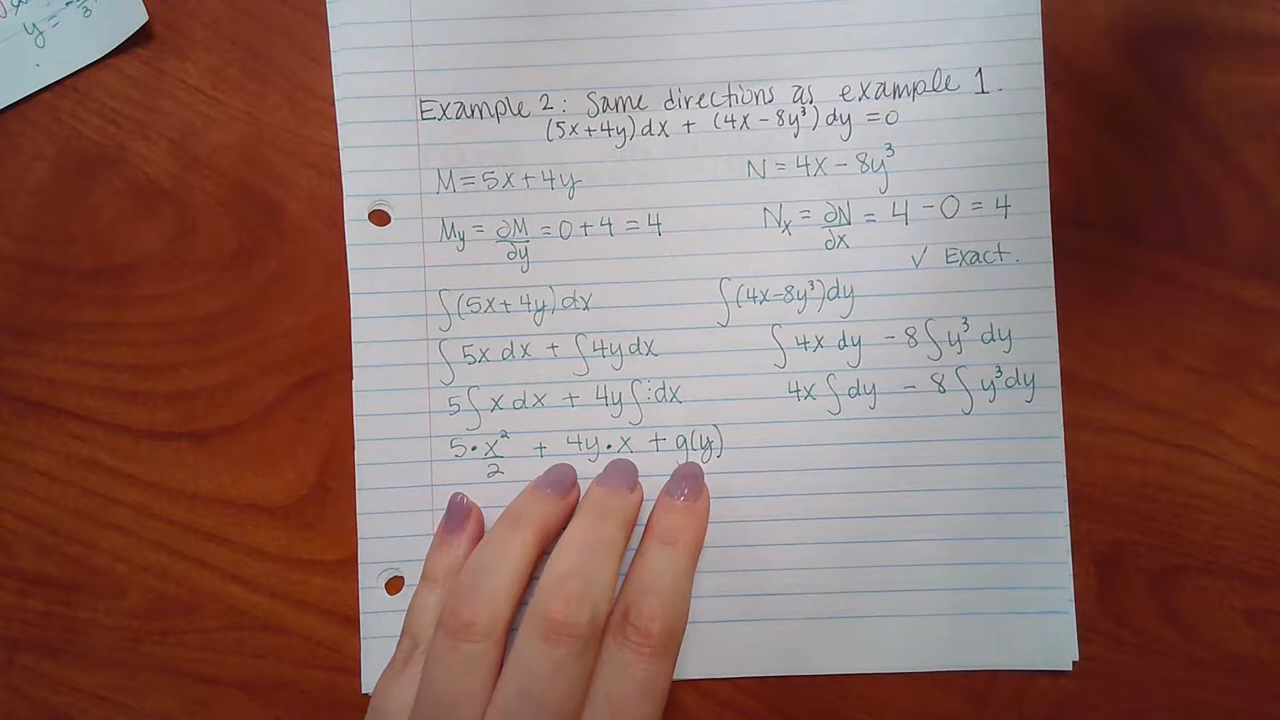 y =
Example 2: Same directions as example 1.
(5x+4y)dx + (4x-8y³)dy = 0
M = 5x+4y N = 4x - 8y³
My = ∂M/∂y = 0+4 = 4 Nx = ∂N/∂x = 4 - 0 = 4
✓ Exact.
∫(5x+4y)dx ∫(4x-8y³)dy
∫5x dx + ∫4y dx ∫4x dy - 8∫y³ dy
5∫x dx + 4y∫dx 4x∫dy - 8∫y³dy
5·x²/2 + 4y·x + g(y)